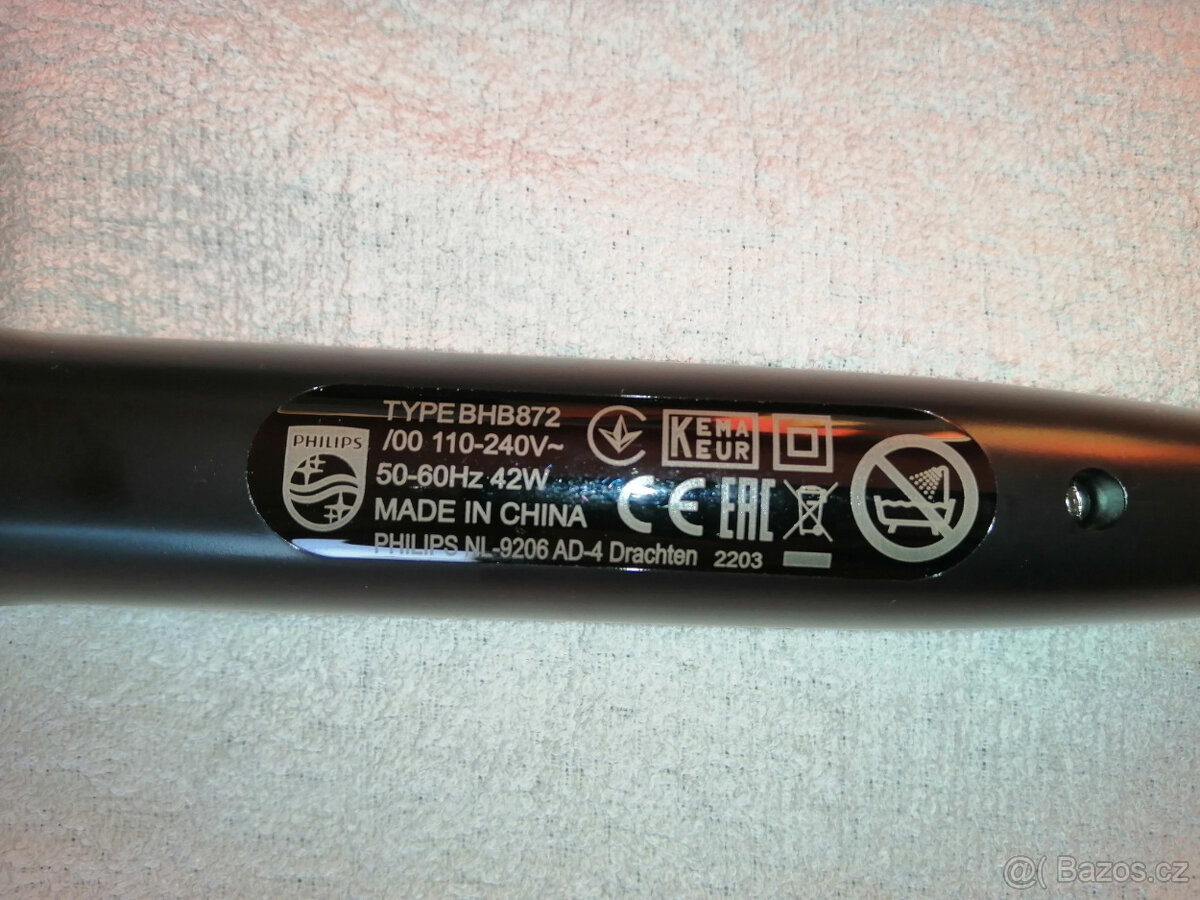 PHILIPS
TYPE BHB872
/00 110-240V~
50-60Hz 42W
MADE IN CHINA
PHILIPS NL-9206 AD-4 Drachten 2203
KEMA
KEUR
CE EAC
@( Bazos.cz